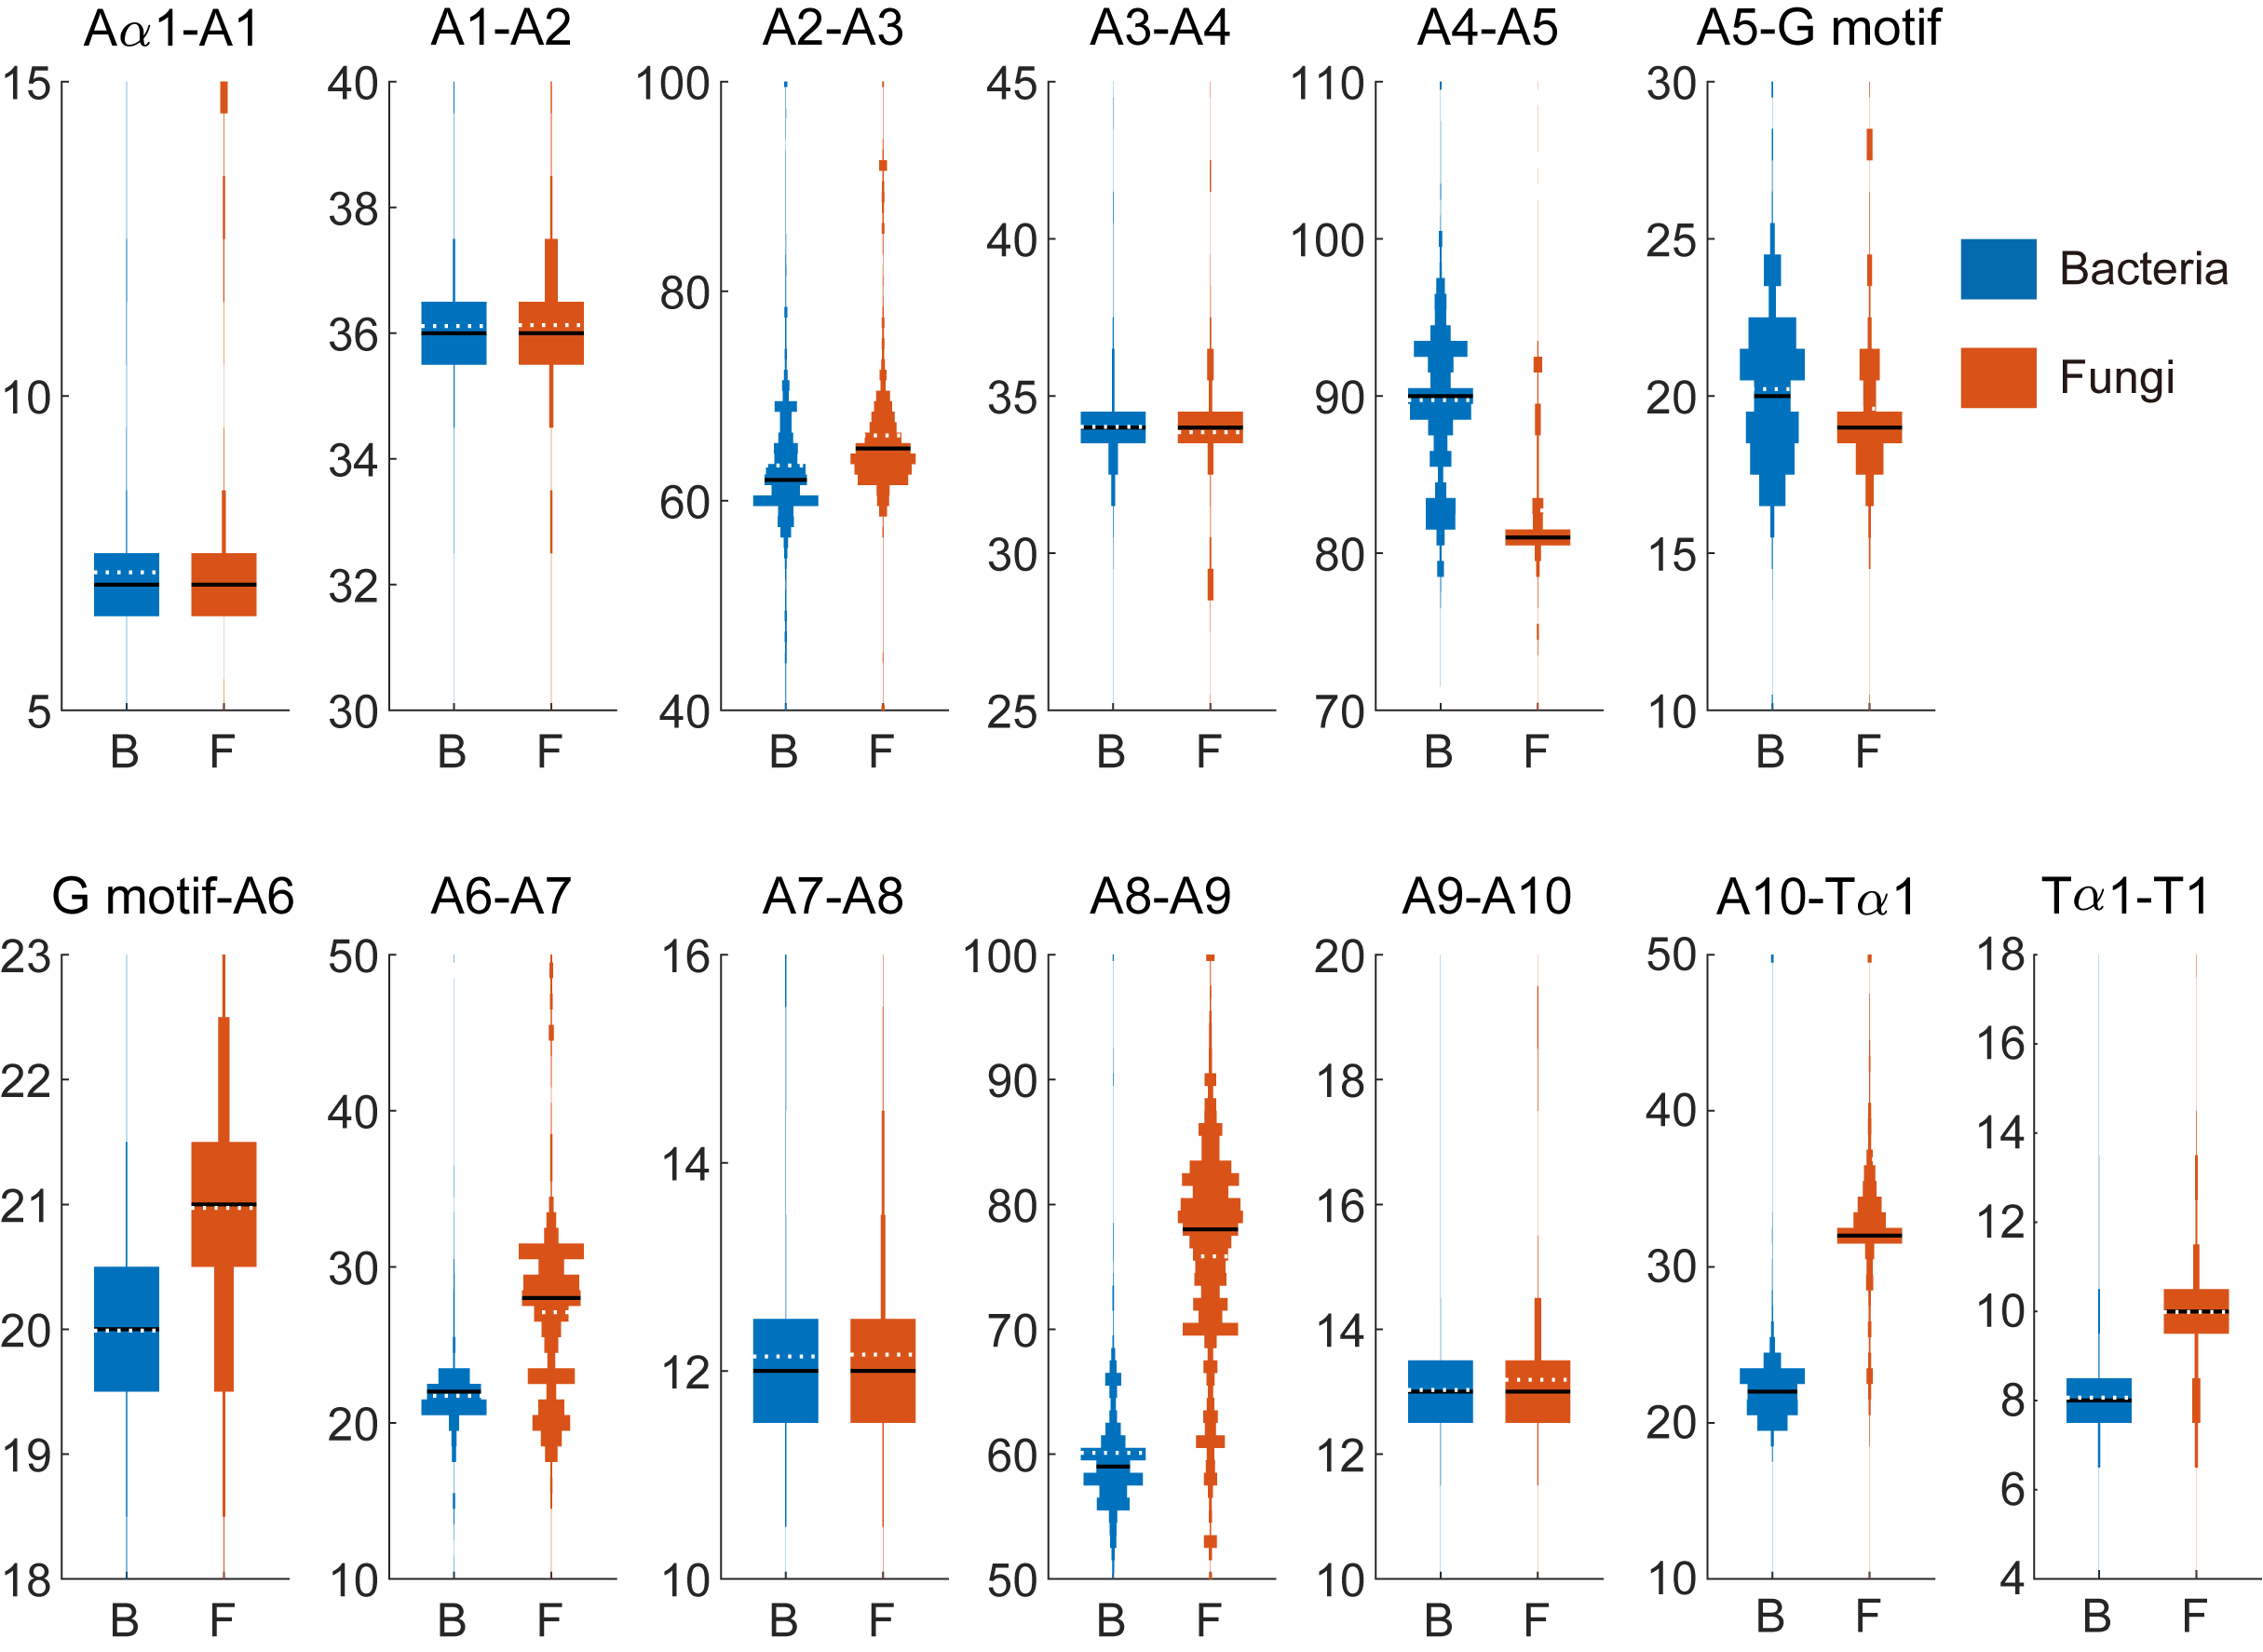 Aα1-A1
A1-A2
A2-A3
A3-A4
A4-A5
A5-G motif
15
10
5
B F
40
38
36
34
32
30
B F
100
80
60
40
B F
45
40
35
30
25
B F
110
100
90
80
70
B F
30
25
20
15
10
B F
Bacteria
Fungi
G motif-A6
A6-A7
A7-A8
A8-A9
A9-A10
A10-Tα1
Tα1-T1
23
22
21
20
19
18
B F
50
40
30
20
10
B F
16
14
12
10
B F
100
90
80
70
60
50
B F
20
18
16
14
12
10
B F
50
40
30
20
10
B F
18
16
14
12
10
8
6
4
B F